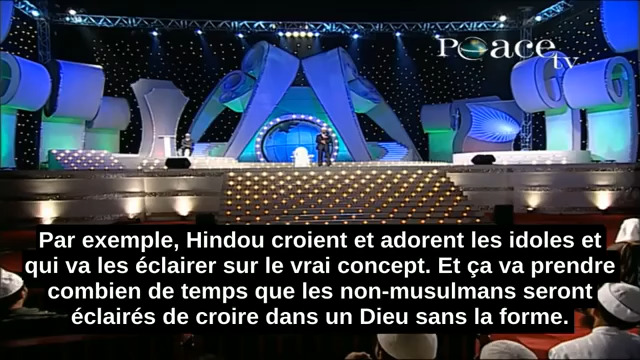 Peace
tv
Par exemple, Hindou croient et adorent les idoles et
qui va les éclairer sur le vrai concept. Et ça va prendre
combien de temps que les non-musulmans seront
éclairés de croire dans un Dieu sans la forme.